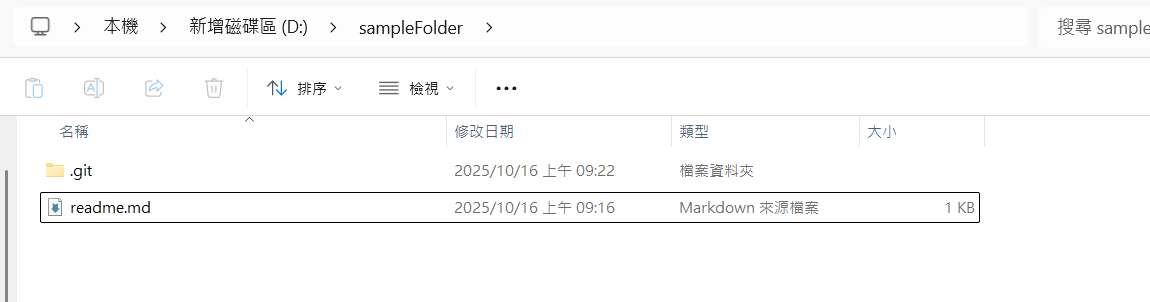 本機 新增磁碟區 (D:) sampleFolder 搜尋 sample
排序 檢視
名稱 修改日期 類型 大小
.git 2025/10/16 上午 09:22 檔案資料夾
readme.md 2025/10/16 上午 09:16 Markdown 來源檔案 1 KB